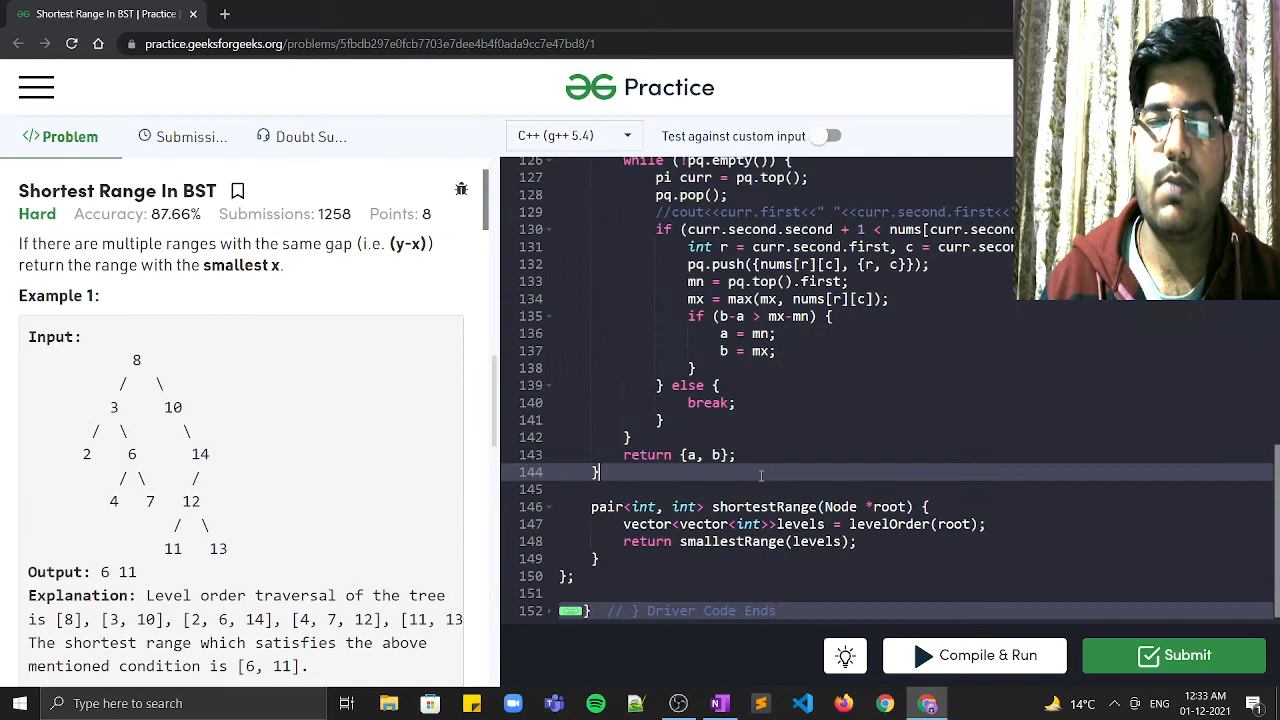 Shortest Range In BST | Practice |
practice.geeksforgeeks.org/problems/5fbdb297e0fcb7703e7dee4b4f0da9cc7e47bd8/1
Practice
</> Problem
Submissi...
Doubt Su...
C++ (g++ 5.4)
Test against custom input
Shortest Range In BST
Hard Accuracy: 87.66% Submissions: 1258 Points: 8
If there are multiple ranges with the same gap (i.e. (y-x))
return the range with the smallest x.
Example 1:
Input:
8
/ \
3 10
/ \ \
2 6 14
/ \ /
4 7 12
/ \
11 13
Output: 6 11
Explanation: Level order traversal of the tree
is [8], [3, 10], [2, 6, 14], [4, 7, 12], [11, 13
The shortest range which satisfies the above
mentioned condition is [6, 11].
126 while (!pq.empty()) {
127 pi curr = pq.top();
128 pq.pop();
129 //cout<<curr.first<<" "<<curr.second.first<<"
130 if (curr.second.second + 1 < nums[curr.second
131 int r = curr.second.first, c = curr.seco
132 pq.push({nums[r][c], {r, c}});
133 mn = pq.top().first;
134 mx = max(mx, nums[r][c]);
135 if (b-a > mx-mn) {
136 a = mn;
137 b = mx;
138 }
139 } else {
140 break;
141 }
142 }
143 return {a, b};
144 }
145
146 pair<int, int> shortestRange(Node *root) {
147 vector<vector<int>>levels = levelOrder(root);
148 return smallestRange(levels);
149 }
150 };
151
152 } // } Driver Code Ends
Compile & Run
Submit
Type here to search
14°C
ENG
12:33 AM
01-12-2021